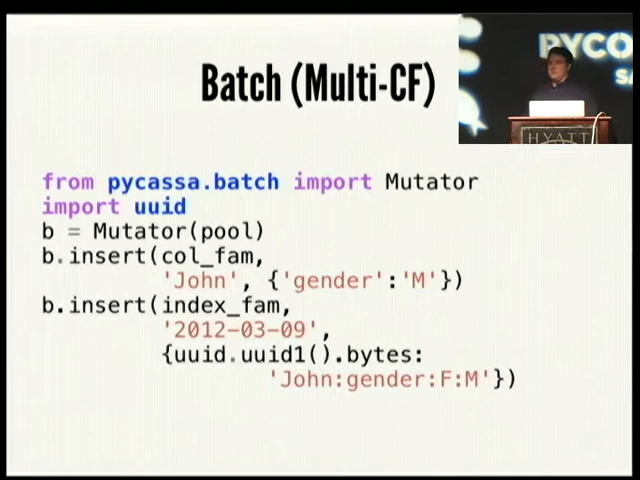 Batch (Multi-CF)
PYCO
SA
HYATT
from pycassa.batch import Mutator
import uuid
b = Mutator(pool)
b.insert(col_fam,
'John', {'gender':'M'})
b.insert(index_fam,
'2012-03-09',
{uuid.uuid1().bytes:
'John:gender:F:M'})